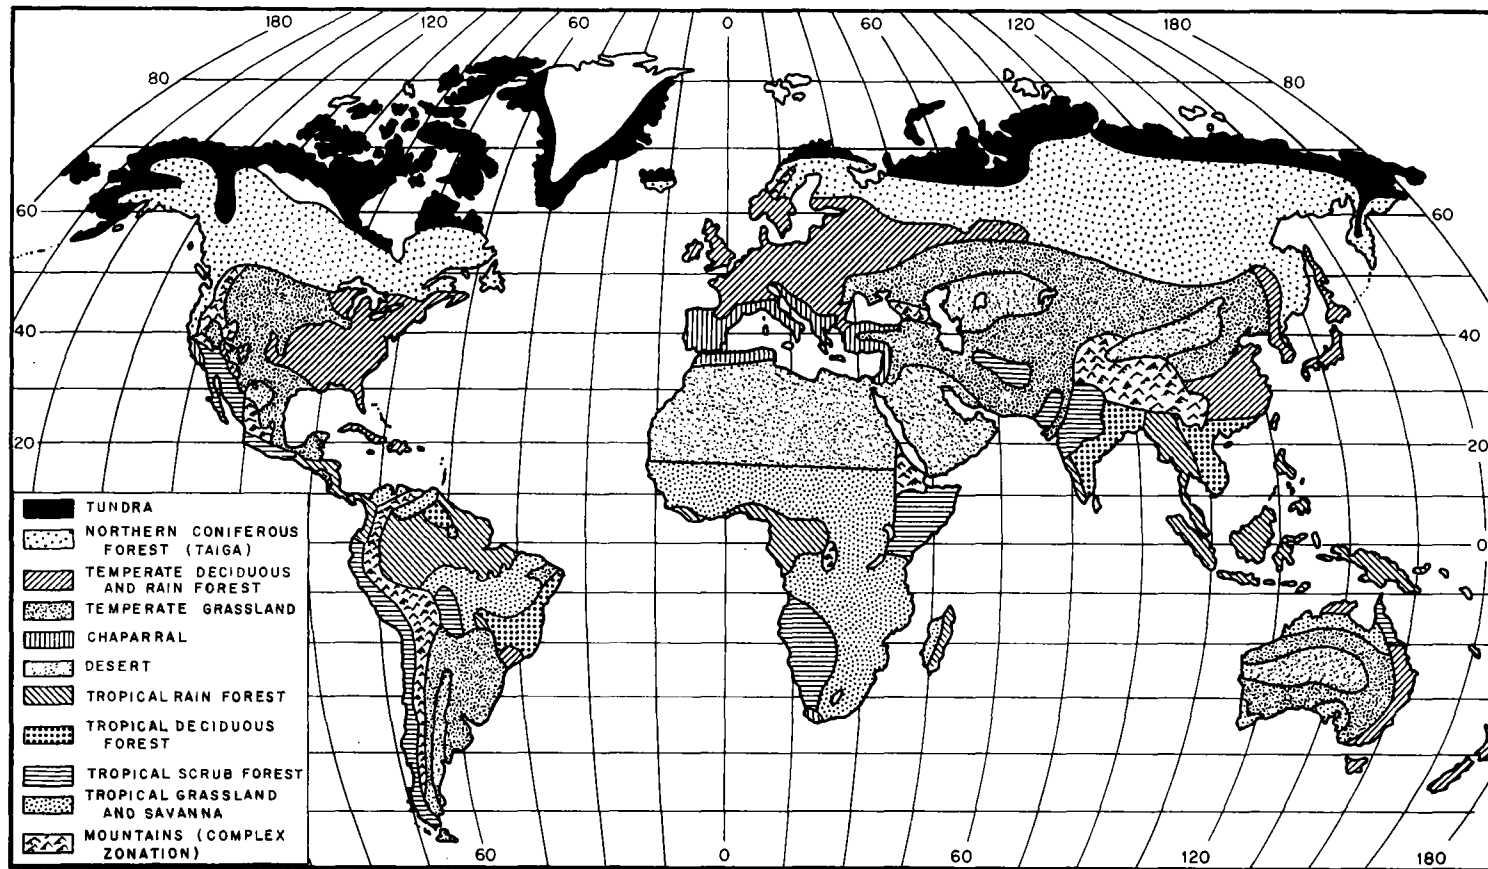 180 120 60 0 60 120 180
80 80
60 60
40 40
20 20
0
TUNDRA
NORTHERN CONIFEROUS
FOREST (TAIGA)
TEMPERATE DECIDUOUS
AND RAIN FOREST
TEMPERATE GRASSLAND
CHAPARRAL
DESERT
TROPICAL RAIN FOREST
TROPICAL DECIDUOUS
FOREST
TROPICAL SCRUB FOREST
TROPICAL GRASSLAND
AND SAVANNA
MOUNTAINS (COMPLEX
ZONATION)
60 0 60 120 180